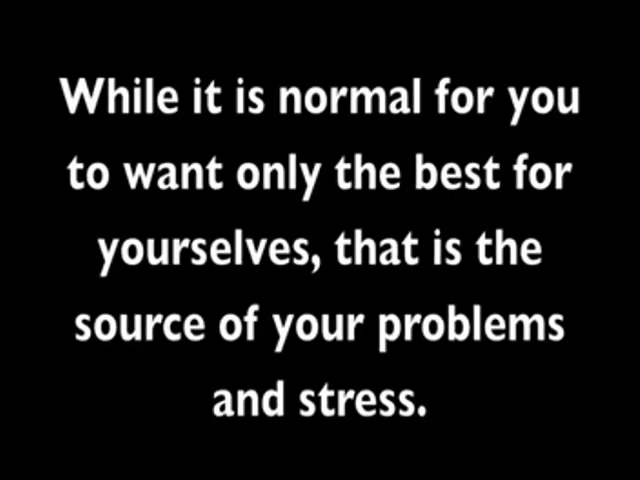 While it is normal for you
to want only the best for
yourselves, that is the
source of your problems
and stress.